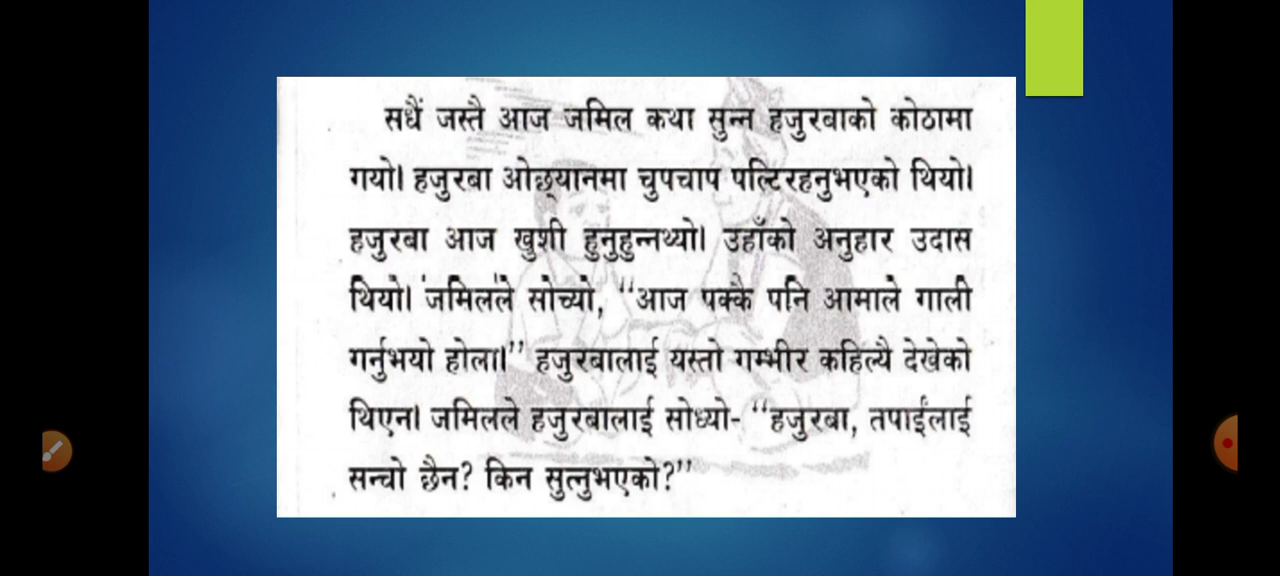 सधैं जस्तै आज जमिल कथा सुन्न हजुरबाको कोठामा
गयो। हजुरबा ओछ्यानमा चुपचाप पल्टिरहनुभएको थियो।
हजुरबा आज खुशी हुनुहुन्नथ्यो। उहाँको अनुहार उदास
थियो। 'जमिल'ले सोच्यो, “आज पक्कै पनि आमाले गाली
गर्नुभयो होला।” हजुरबालाई यस्तो गम्भीर कहिल्यै देखेको
थिएन। जमिलले हजुरबालाई सोध्यो- “हजुरबा, तपाईंलाई
सन्चो छैन? किन सुत्नुभएको?”